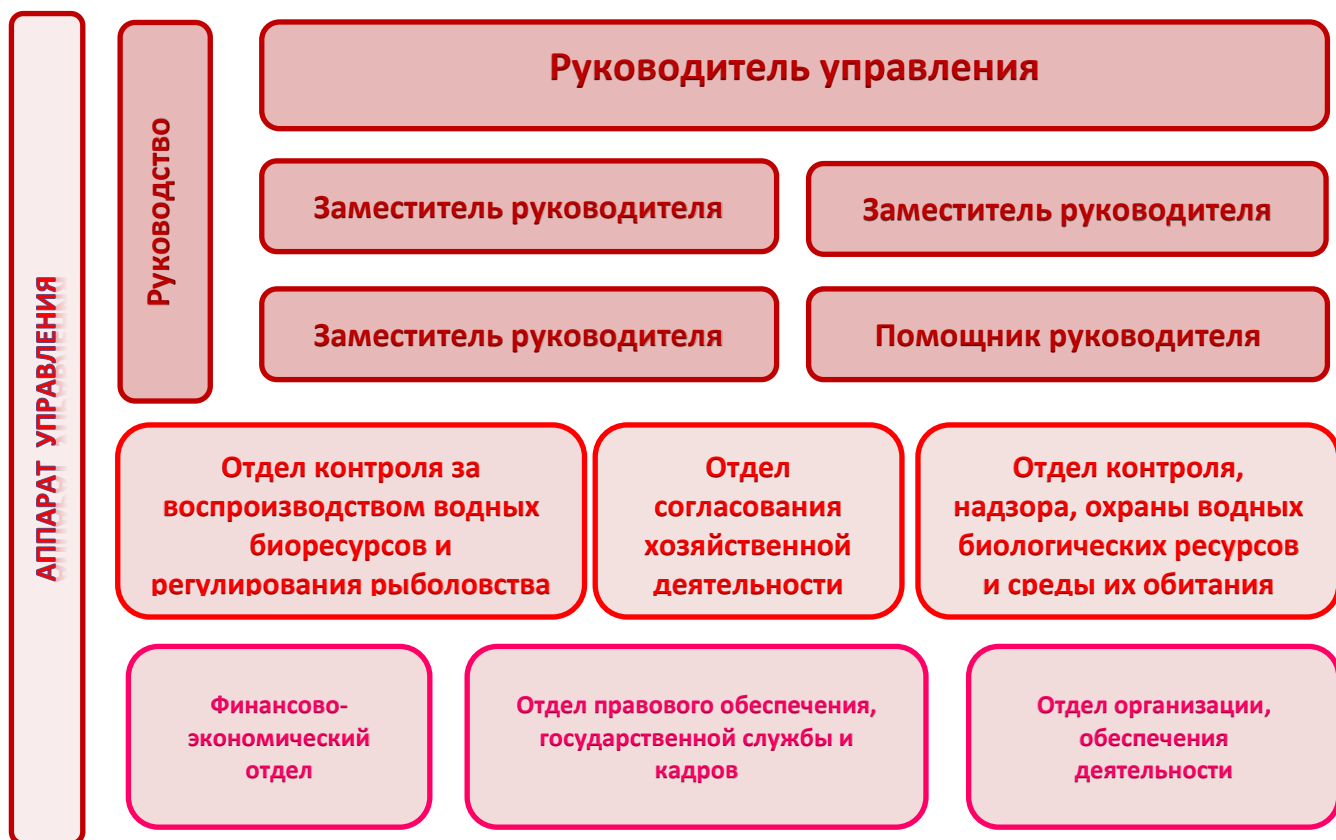 АППАРАТ УПРАВЛЕНИЯ
Руководство
Руководитель управления
Заместитель руководителя
Заместитель руководителя
Заместитель руководителя
Помощник руководителя
Отдел контроля за
воспроизводством водных
биоресурсов и
регулирования рыболовства
Отдел
согласования
хозяйственной
деятельности
Отдел контроля,
надзора, охраны водных
биологических ресурсов
и среды их обитания
Финансово-
экономический
отдел
Отдел правового обеспечения,
государственной службы и
кадров
Отдел организации,
обеспечения
деятельности